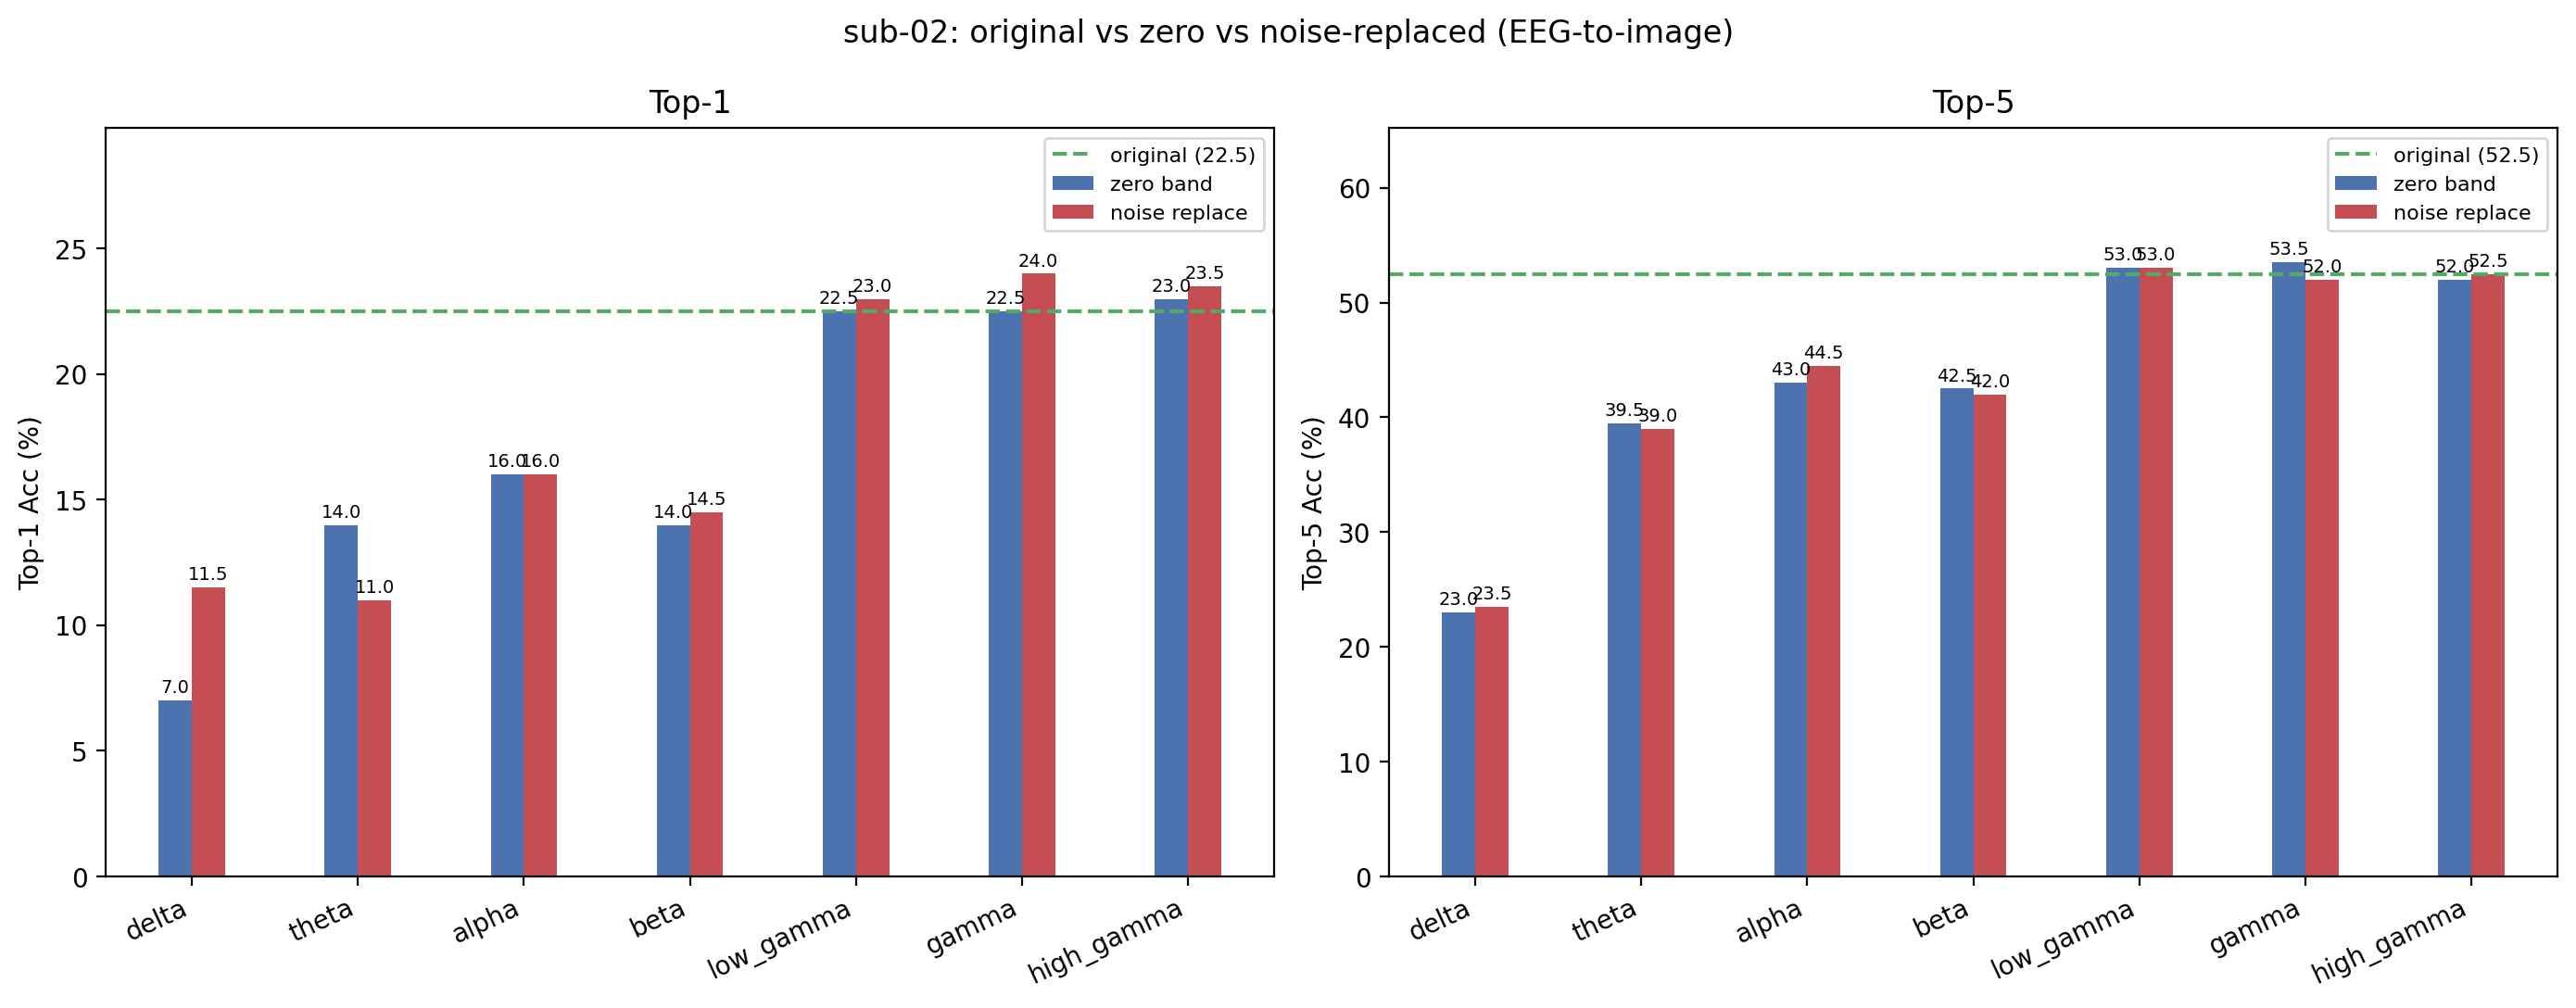 sub-02: original vs zero vs noise-replaced (EEG-to-image)
Top-1
original (22.5)
zero band
noise replace
Top-1 Acc (%)
25
20
15
10
5
0
7.0
11.5
14.0
11.0
16.0
16.0
14.0
14.5
22.5
23.0
22.5
24.0
23.0
23.5
delta
theta
alpha
beta
low_gamma
gamma
high_gamma
Top-5
original (52.5)
zero band
noise replace
Top-5 Acc (%)
60
50
40
30
20
10
0
23.0
23.5
39.5
39.0
43.0
44.5
42.5
42.0
53.0
53.0
53.5
52.0
52.0
52.5
delta
theta
alpha
beta
low_gamma
gamma
high_gamma